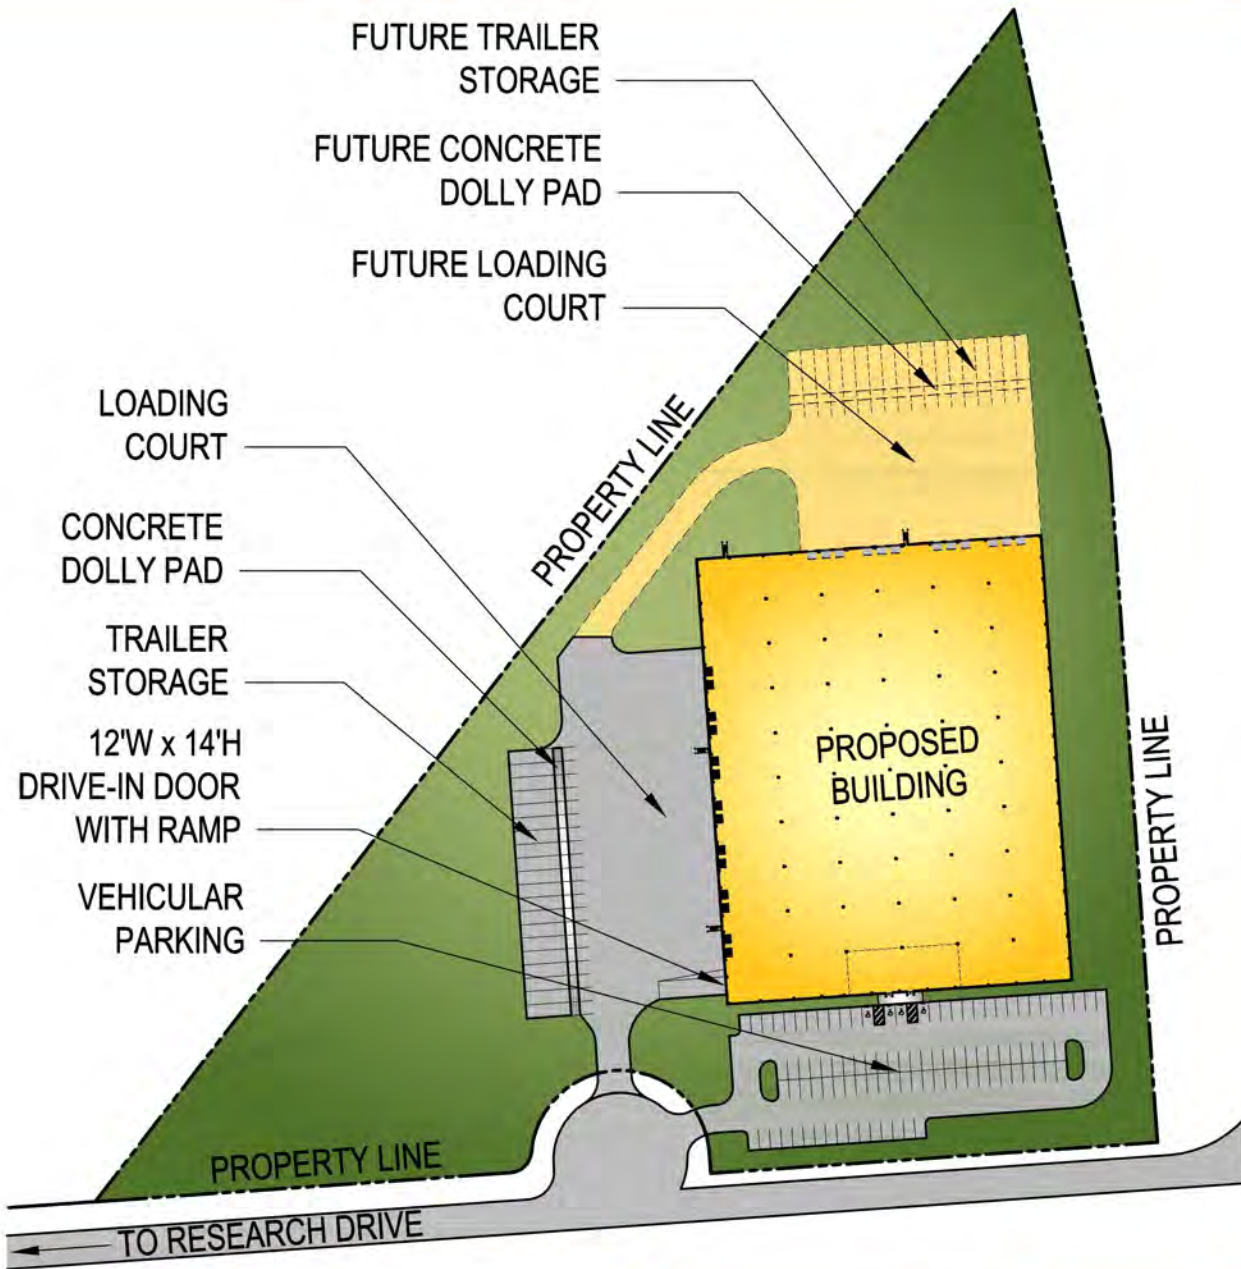 FUTURE TRAILER
STORAGE
FUTURE CONCRETE
DOLLY PAD
FUTURE LOADING
COURT
LOADING
COURT
CONCRETE
DOLLY PAD
TRAILER
STORAGE
12'W x 14'H
DRIVE-IN DOOR
WITH RAMP
VEHICULAR
PARKING
PROPERTY LINE
PROPOSED
BUILDING
PROPERTY LINE
PROPERTY LINE
TO RESEARCH DRIVE